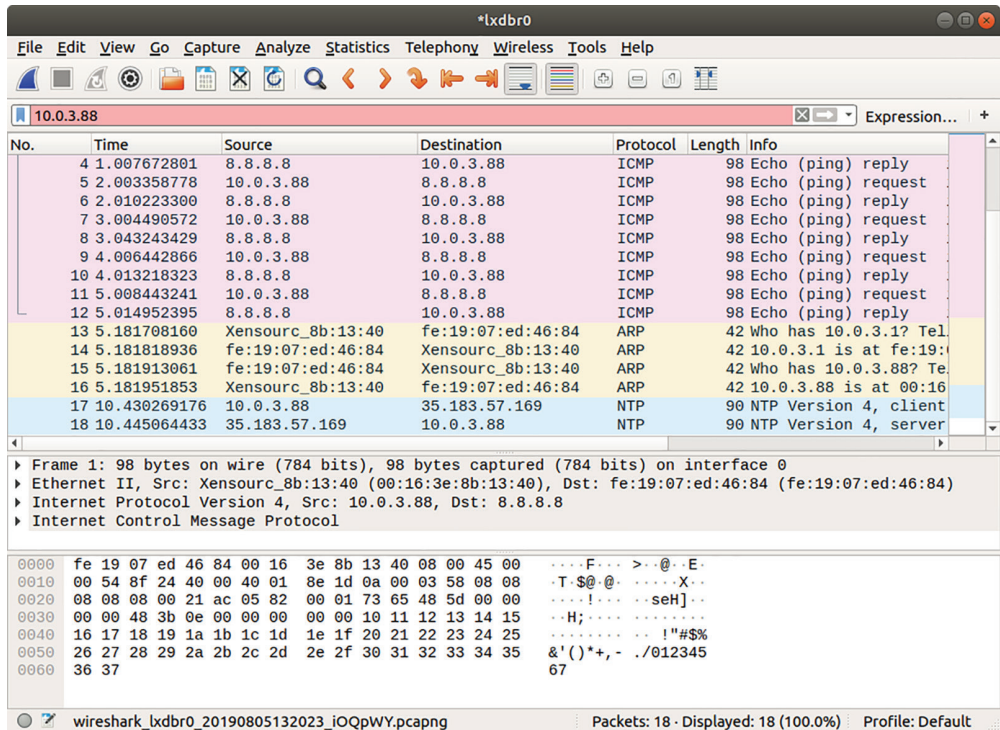 *lxdbr0
File Edit View Go Capture Analyze Statistics Telephony Wireless Tools Help
10.0.3.88 Expression... +
No. Time Source Destination Protocol Length Info
4 1.007672801 8.8.8.8 10.0.3.88 ICMP 98 Echo (ping) reply
5 2.003358778 10.0.3.88 8.8.8.8 ICMP 98 Echo (ping) request
6 2.010223300 8.8.8.8 10.0.3.88 ICMP 98 Echo (ping) reply
7 3.004490572 10.0.3.88 8.8.8.8 ICMP 98 Echo (ping) request
8 3.043243429 8.8.8.8 10.0.3.88 ICMP 98 Echo (ping) reply
9 4.006442866 10.0.3.88 8.8.8.8 ICMP 98 Echo (ping) request
10 4.013218323 8.8.8.8 10.0.3.88 ICMP 98 Echo (ping) reply
11 5.008443241 10.0.3.88 8.8.8.8 ICMP 98 Echo (ping) request
12 5.014952395 8.8.8.8 10.0.3.88 ICMP 98 Echo (ping) reply
13 5.181708160 Xensourc_8b:13:40 fe:19:07:ed:46:84 ARP 42 Who has 10.0.3.1? Tel
14 5.181818936 fe:19:07:ed:46:84 Xensourc_8b:13:40 ARP 42 10.0.3.1 is at fe:19:
15 5.181913061 fe:19:07:ed:46:84 Xensourc_8b:13:40 ARP 42 Who has 10.0.3.88? Te
16 5.181951853 Xensourc_8b:13:40 fe:19:07:ed:46:84 ARP 42 10.0.3.88 is at 00:16
17 10.430269176 10.0.3.88 35.183.57.169 NTP 90 NTP Version 4, client
18 10.445064433 35.183.57.169 10.0.3.88 NTP 90 NTP Version 4, server
Frame 1: 98 bytes on wire (784 bits), 98 bytes captured (784 bits) on interface 0
Ethernet II, Src: Xensourc_8b:13:40 (00:16:3e:8b:13:40), Dst: fe:19:07:ed:46:84 (fe:19:07:ed:46:84)
Internet Protocol Version 4, Src: 10.0.3.88, Dst: 8.8.8.8
Internet Control Message Protocol
0000 fe 19 07 ed 46 84 00 16 3e 8b 13 40 08 00 45 00 ····F··· >··@··E·
0010 00 54 8f 24 40 00 40 01 8e 1d 0a 00 03 58 08 08 ·T·$@·@· ·····X··
0020 08 08 08 00 21 ac 05 82 00 01 73 65 48 5d 00 00 ····!··· ··seH]··
0030 00 00 48 3b 0e 00 00 00 00 00 10 11 12 13 14 15 ··H;···· ········
0040 16 17 18 19 1a 1b 1c 1d 1e 1f 20 21 22 23 24 25 ········ ·· !"#$%
0050 26 27 28 29 2a 2b 2c 2d 2e 2f 30 31 32 33 34 35 &'()*+,- ./012345
0060 36 37 67
wireshark_lxdbr0_20190805132023_iOQpWY.pcapng Packets: 18 · Displayed: 18 (100.0%) Profile: Default